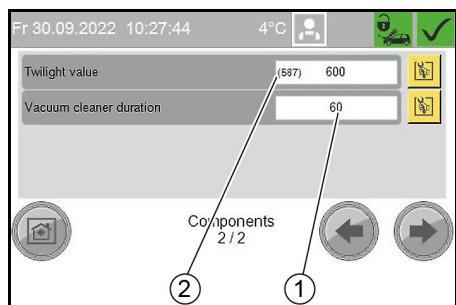 Fr 30.09.2022 10:27:44 4°C
Twilight value (587) 600
Vacuum cleaner duration 60
Components
2 / 2
2 1